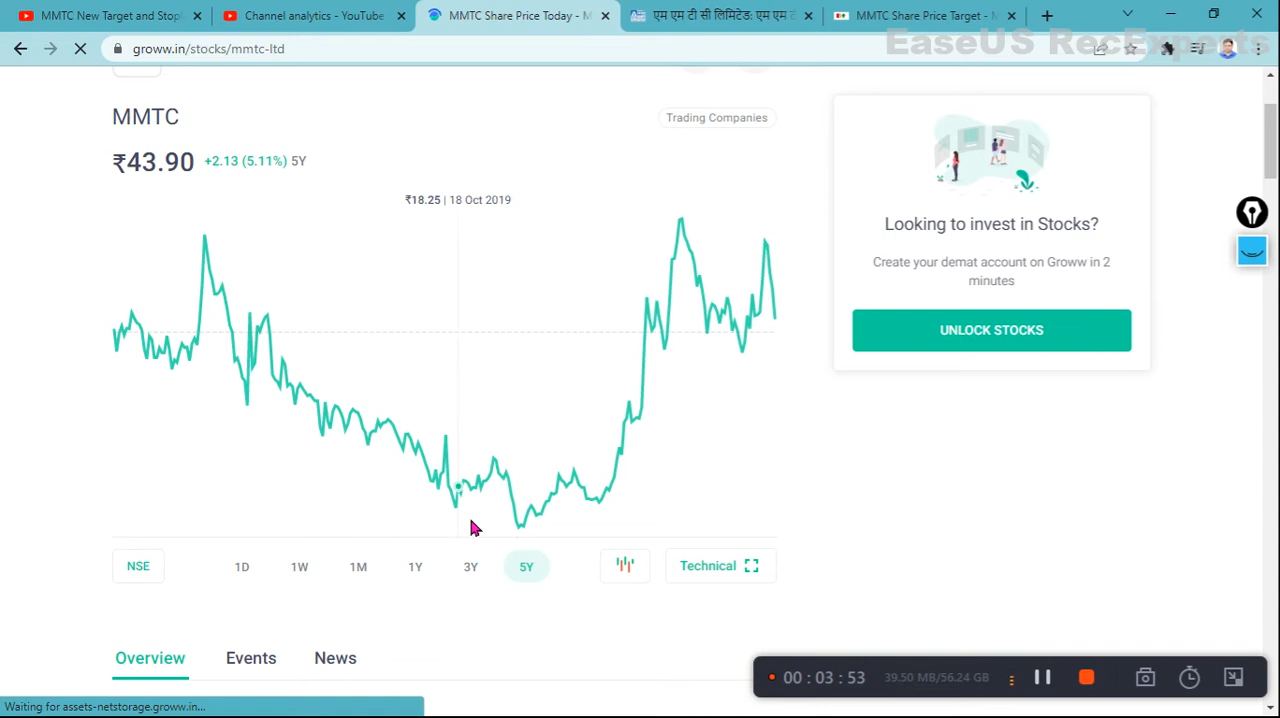 MMTC New Target and Stopl
Channel analytics - YouTube
MMTC Share Price Today -
एम एम टी सी लिमिटेड: एम एम ट
MMTC Share Price Target - M
groww.in/stocks/mmtc-ltd
EaseUS RecExperts
MMTC
Trading Companies
₹43.90 +2.13 (5.11%) 5Y
₹18.25 | 18 Oct 2019
Looking to invest in Stocks?
Create your demat account on Groww in 2
minutes
UNLOCK STOCKS
NSE 1D 1W 1M 1Y 3Y 5Y Technical
Overview Events News
00 : 03 : 53 39.50 MB/56.24 GB
Waiting for assets-netstorage.groww.in...